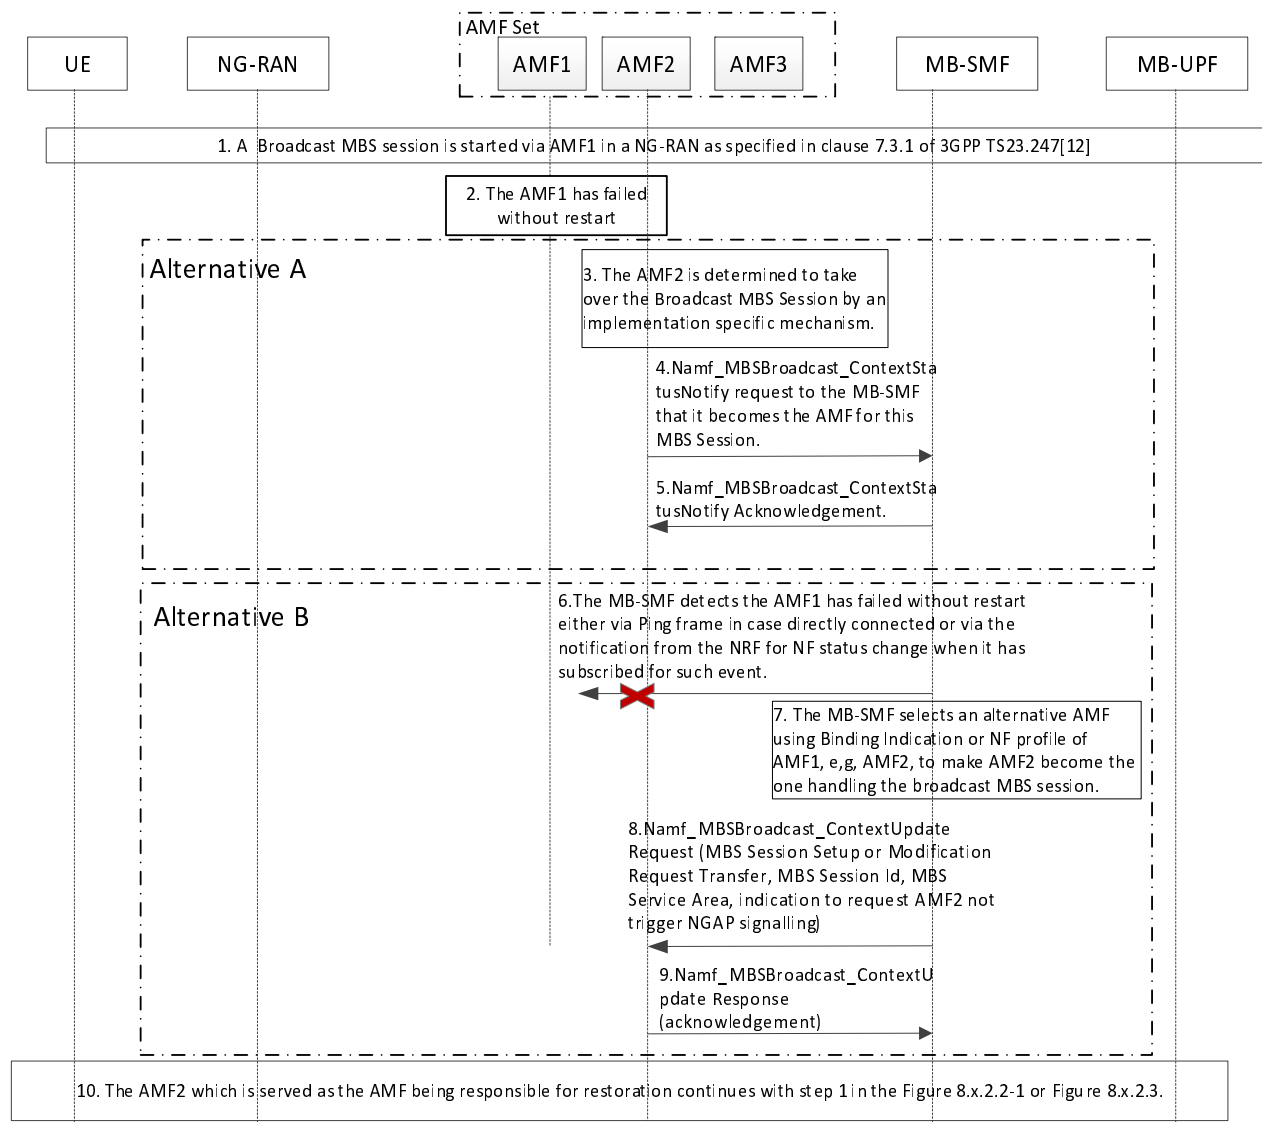 AMF Set
UE
NG-RAN
AMF1
AMF2
AMF3
MB-SMF
MB-UPF
1. A Broadcast MBS session is started via AMF1 in a NG-RAN as specified in clause 7.3.1 of 3GPP TS23.247[12]
2. The AMF1 has failed
without restart
Alternative A
3. The AMF2 is determined to take
over the Broadcast MBS Session by an
implementation specific mechanism.
4.Namf_MBSBroadcast_ContextSta
tusNotify request to the MB-SMF
that it becomes the AMF for this
MBS Session.
5.Namf_MBSBroadcast_ContextSta
tusNotify Acknowledgement.
Alternative B
6.The MB-SMF detects the AMF1 has failed without restart
either via Ping frame in case directly connected or via the
notification from the NRF for NF status change when it has
subscribed for such event.
7. The MB-SMF selects an alternative AMF
using Binding Indication or NF profile of
AMF1, e,g, AMF2, to make AMF2 become the
one handling the broadcast MBS session.
8.Namf_MBSBroadcast_ContextUpdate
Request (MBS Session Setup or Modification
Request Transfer, MBS Session Id, MBS
Service Area, indication to request AMF2 not
trigger NGAP signalling)
9.Namf_MBSBroadcast_ContextU
pdate Response
(acknowledgement)
10. The AMF2 which is served as the AMF being responsible for restoration continues with step 1 in the Figure 8.x.2.2-1 or Figure 8.x.2.3.